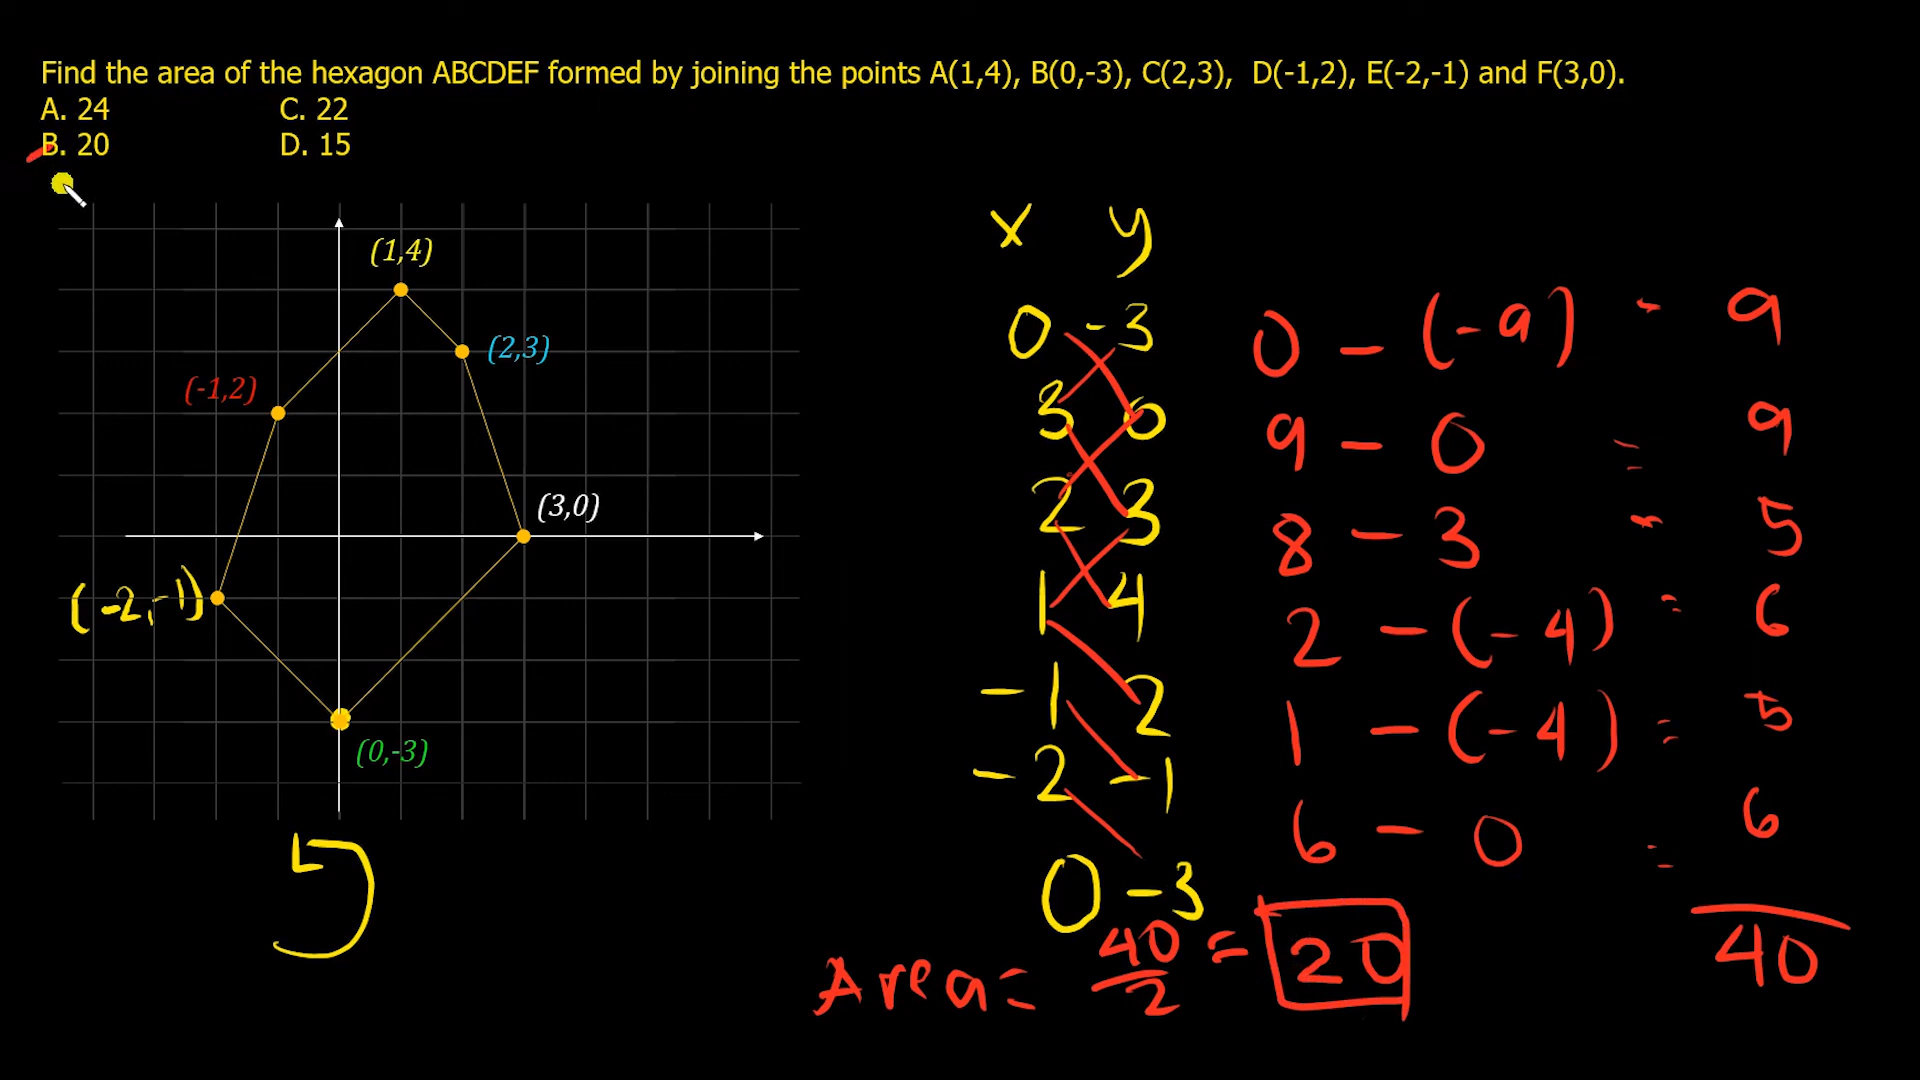 Find the area of the hexagon ABCDEF formed by joining the points A(1,4), B(0,-3), C(2,3), D(-1,2), E(-2,-1) and F(3,0).
A. 24 C. 22
B. 20 D. 15
(1,4)
(2,3)
(-1,2)
(3,0)
(-2,-1)
(0,-3)
x y
0 -3
3 0
2 3
1 4
-1 2
-2 -1
0 -3
0 - (-9) = 9
9 - 0 = 9
8 - 3 = 5
2 - (-4) = 6
1 - (-4) = 5
6 - 0 = 6
40
Area = 40/2 = 20